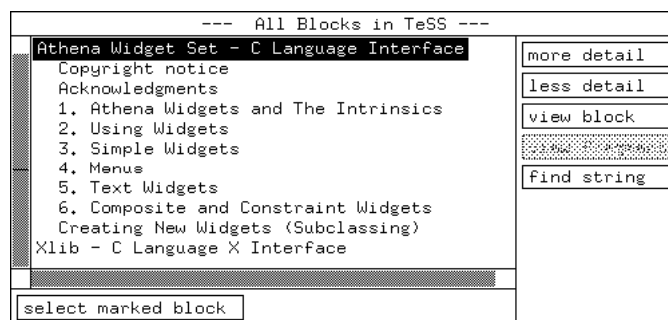 --- All Blocks in TeSS ---
Athena Widget Set - C Language Interface
Copyright notice
Acknowledgments
1. Athena Widgets and The Intrinsics
2. Using Widgets
3. Simple Widgets
4. Menus
5. Text Widgets
6. Composite and Constraint Widgets
Creating New Widgets (Subclassing)
Xlib - C Language X Interface
select marked block
more detail
less detail
view block
find string